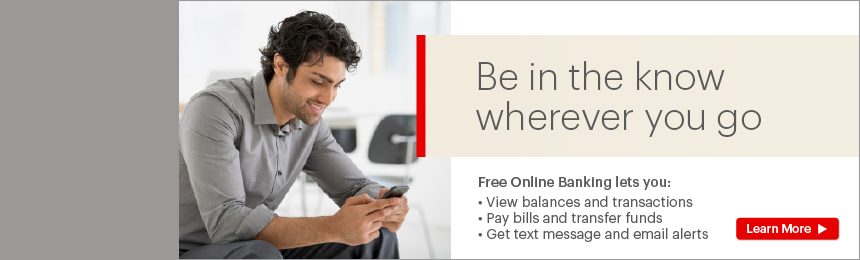 Be in the know
wherever you go
Free Online Banking lets you:
• View balances and transactions
• Pay bills and transfer funds
• Get text message and email alerts
Learn More